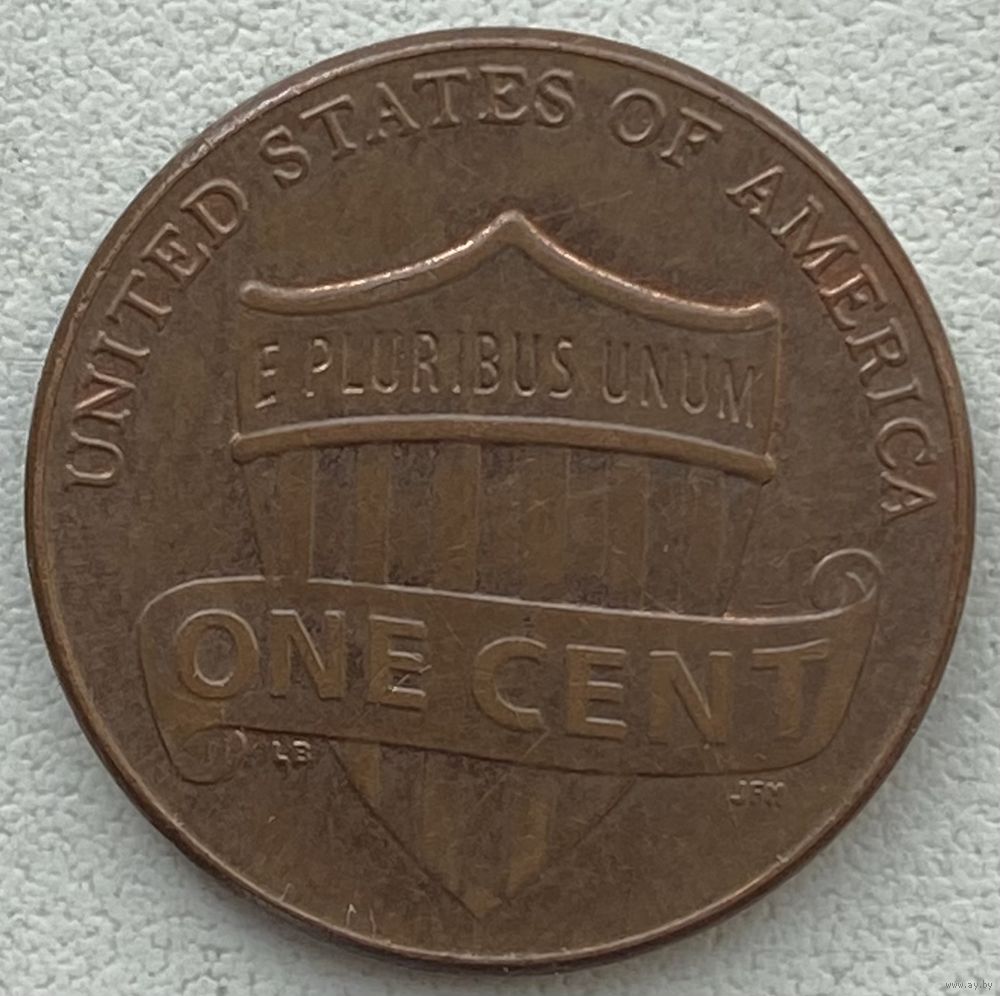 UNITED STATES OF AMERICA
E PLURIBUS UNUM
ONE CENT
LB
JFM
www.ay.by